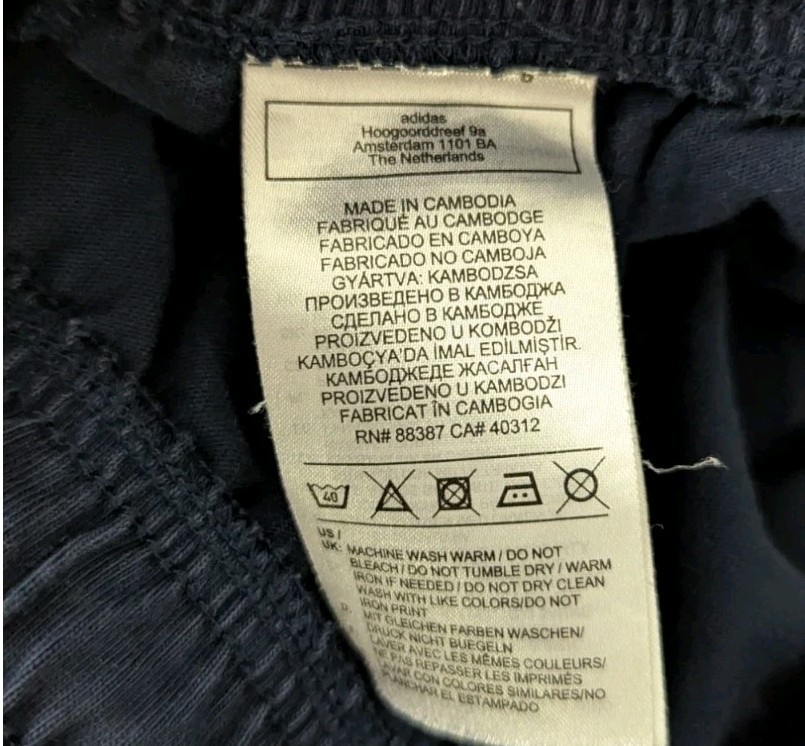 adidas
Hoogoorddreef 9a
Amsterdam 1101 BA
The Netherlands
MADE IN CAMBODIA
FABRIQUÉ AU CAMBODGE
FABRICADO EN CAMBOYA
FABRICADO NO CAMBOJA
GYÁRTVA: KAMBODZSA
ПРОИЗВЕДЕНО В КАМБОДЖА
СДЕЛАНО В КАМБОДЖЕ
PROIZVEDENO U KOMBODŽI
KAMBOÇYA'DA İMAL EDİLMİŞTİR.
КАМБОДЖЕДЕ ЖАСАЛҒАН
PROIZVEDENO U KAMBODZI
FABRICAT ÎN CAMBOGIA
RN# 88387 CA# 40312
40
US /
UK: MACHINE WASH WARM / DO NOT
BLEACH / DO NOT TUMBLE DRY / WARM
IRON IF NEEDED / DO NOT DRY CLEAN
WASH WITH LIKE COLORS/DO NOT
IRON PRINT
MIT GLEICHEN FARBEN WASCHEN/
DRUCK NICHT BUEGELN
LAVER AVEC LES MÊMES COULEURS/
NE PAS REPASSER LES IMPRIMÉS
LAVAR CON COLORES SIMILARES/NO
PLANCHAR EL ESTAMPADO